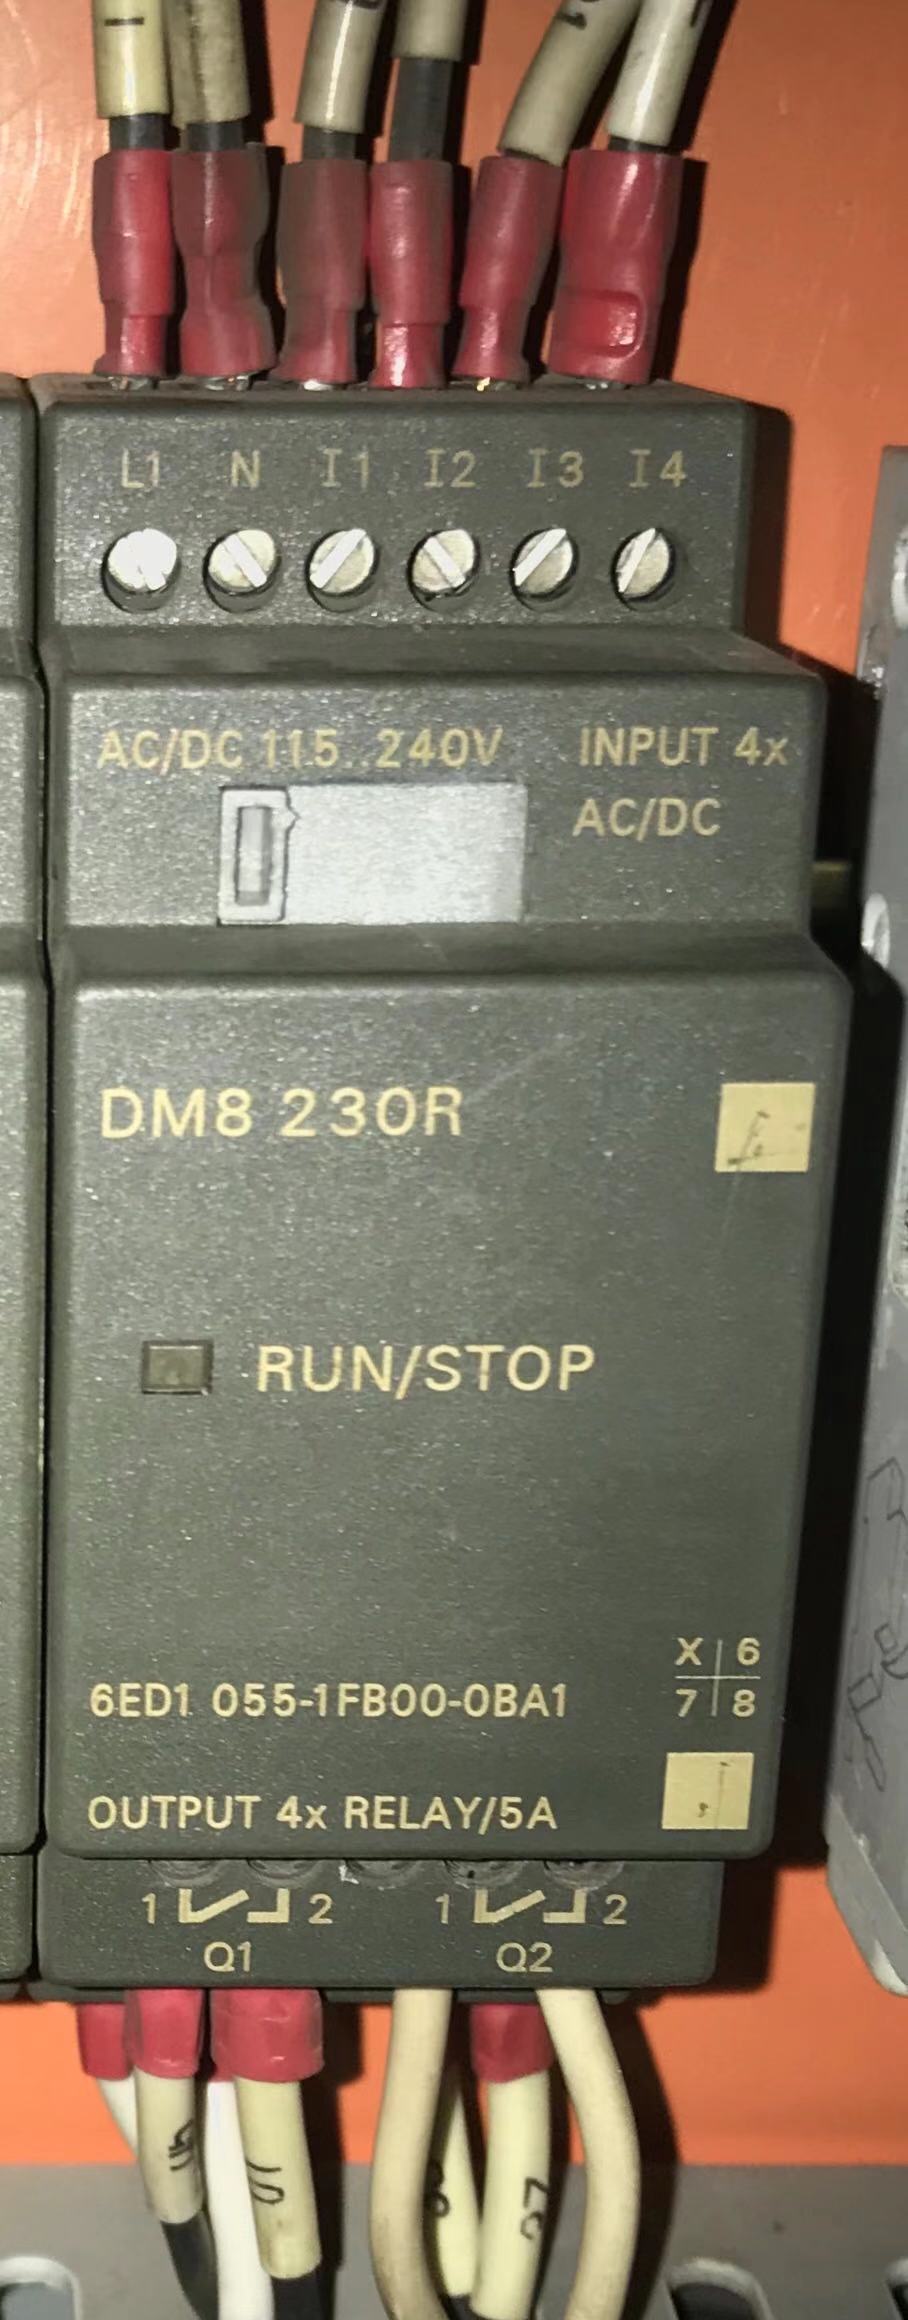 L1 N I1 I2 I3 I4
AC/DC 115..240V INPUT 4x
AC/DC
DM8 230R
RUN/STOP
X 6
7 8
6ED1 055-1FB00-0BA1
OUTPUT 4x RELAY/5A
1 2 1 2
Q1 Q2